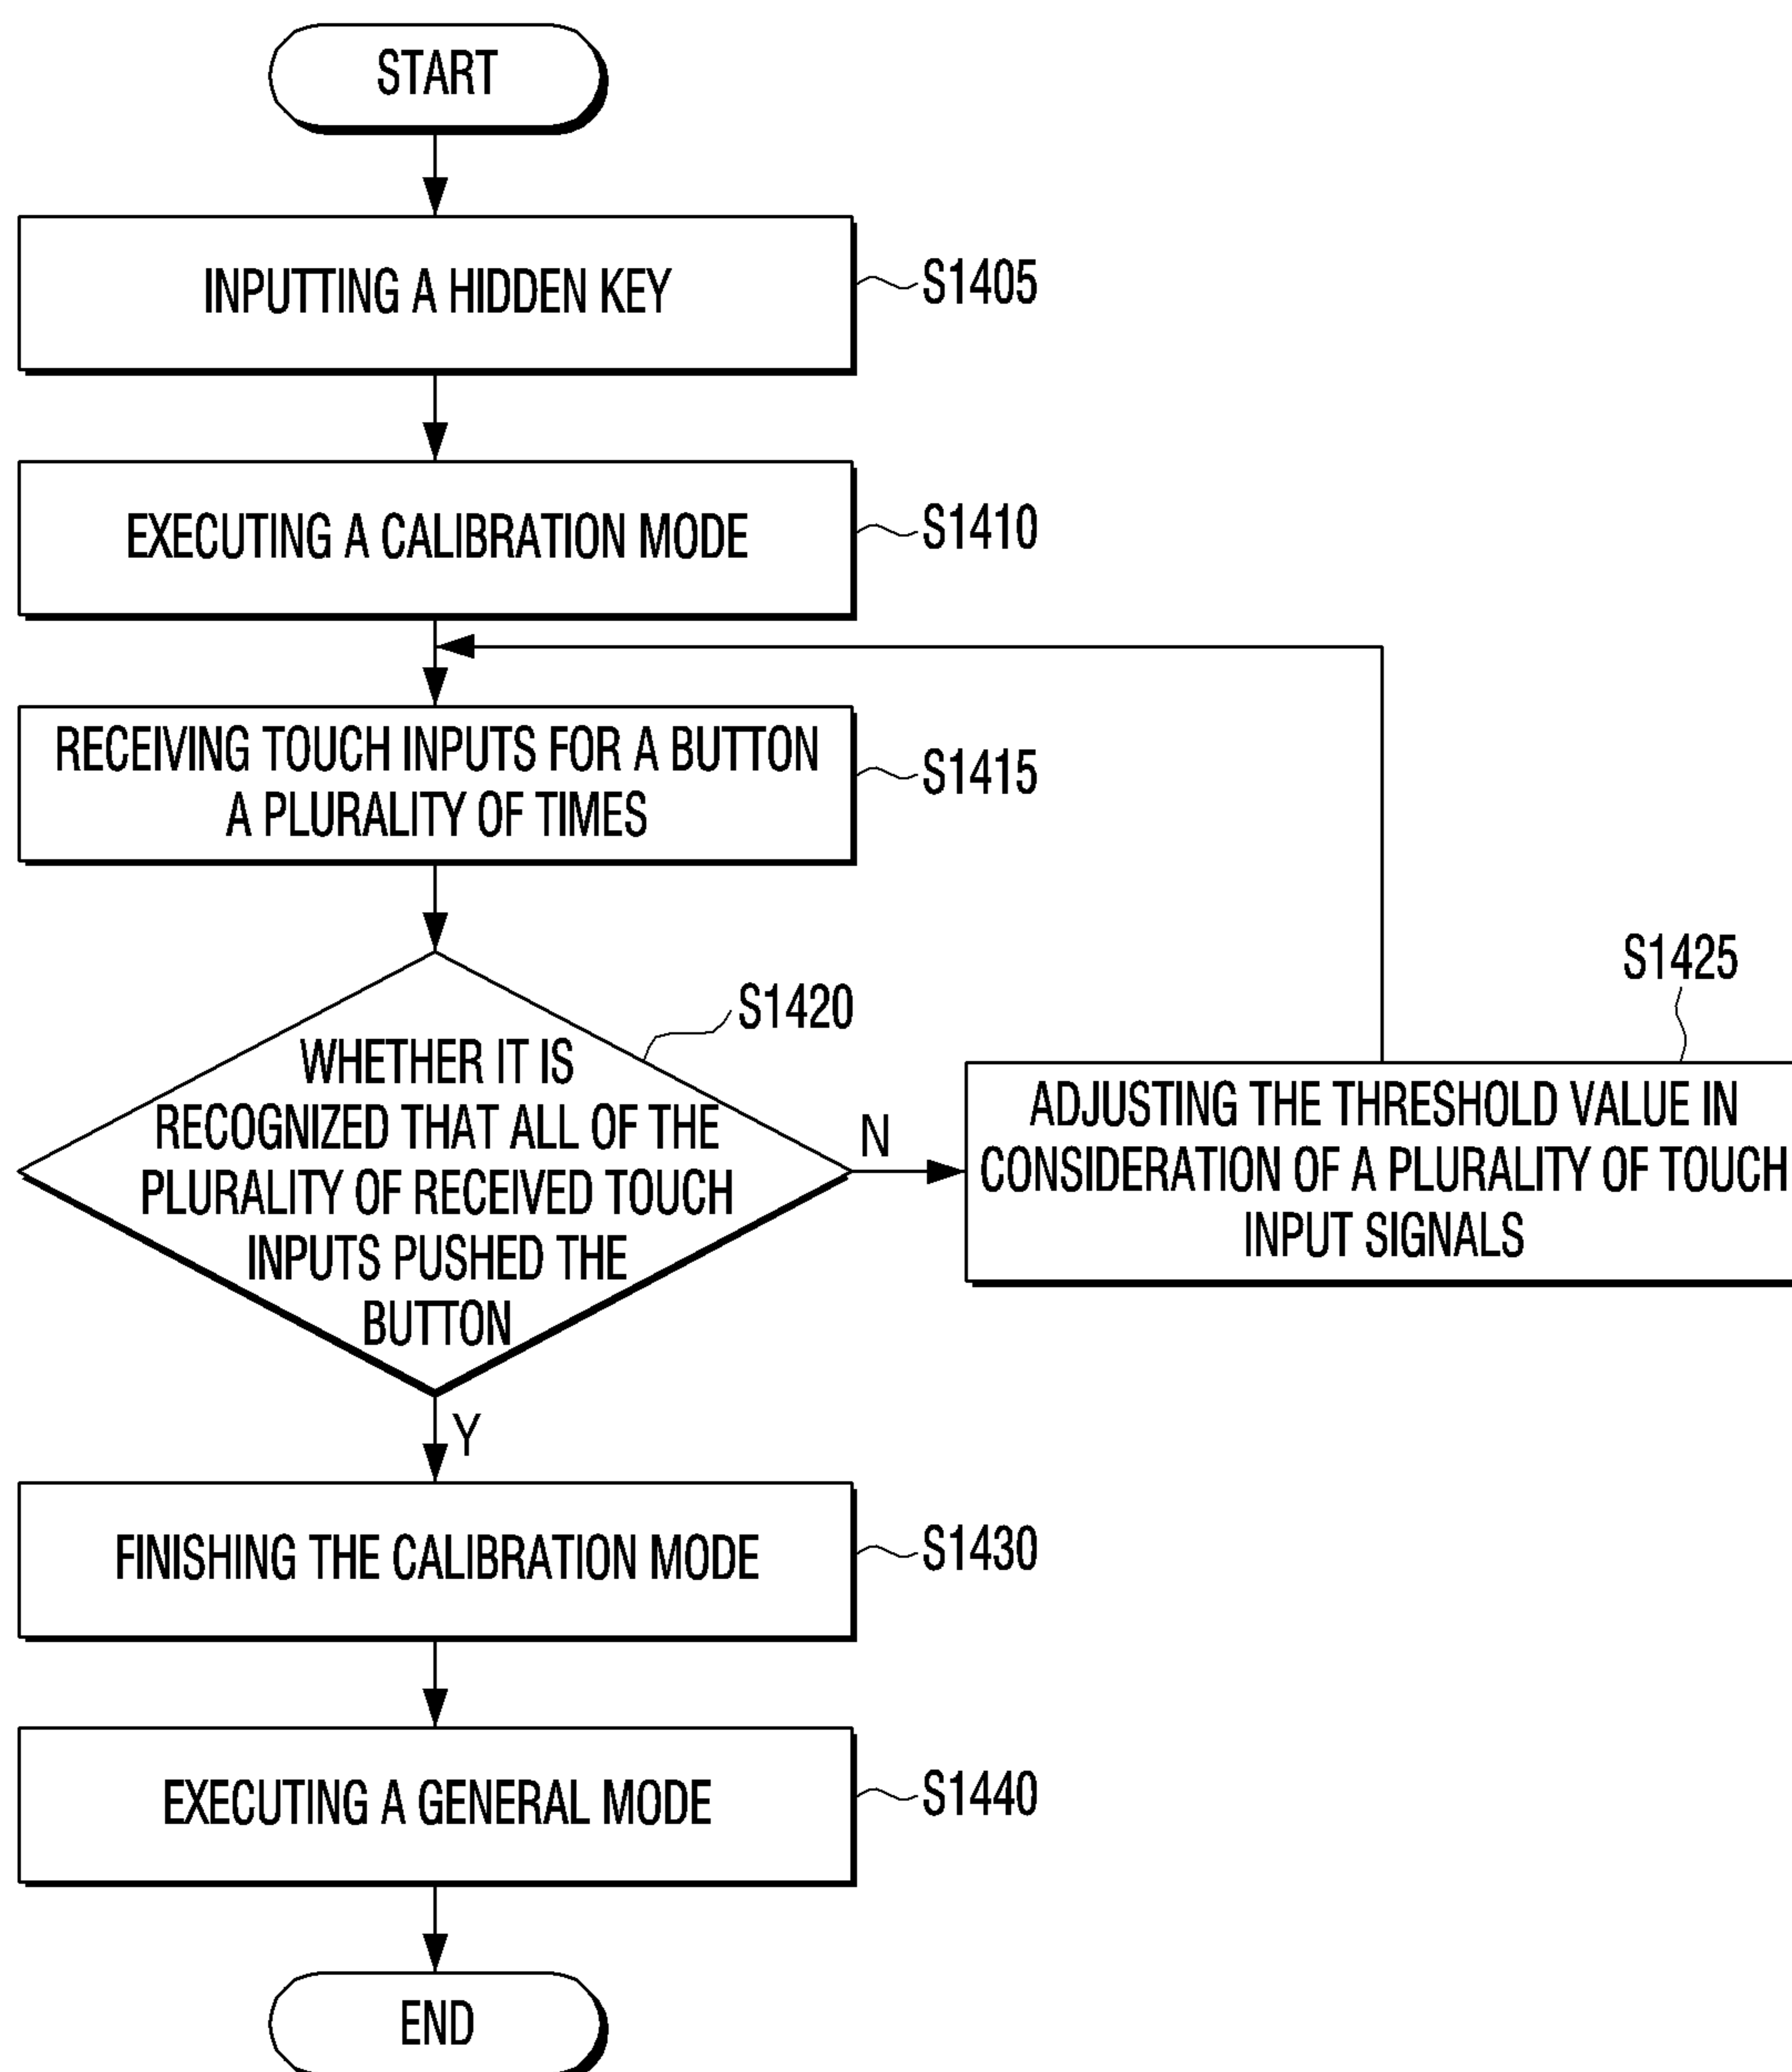 START
INPUTTING A HIDDEN KEY
S1405
EXECUTING A CALIBRATION MODE
S1410
RECEIVING TOUCH INPUTS FOR A BUTTON
A PLURALITY OF TIMES
S1415
S1420
WHETHER IT IS
RECOGNIZED THAT ALL OF THE
PLURALITY OF RECEIVED TOUCH
INPUTS PUSHED THE
BUTTON
N
S1425
ADJUSTING THE THRESHOLD VALUE IN
CONSIDERATION OF A PLURALITY OF TOUCH
INPUT SIGNALS
Y
FINISHING THE CALIBRATION MODE
S1430
EXECUTING A GENERAL MODE
S1440
END